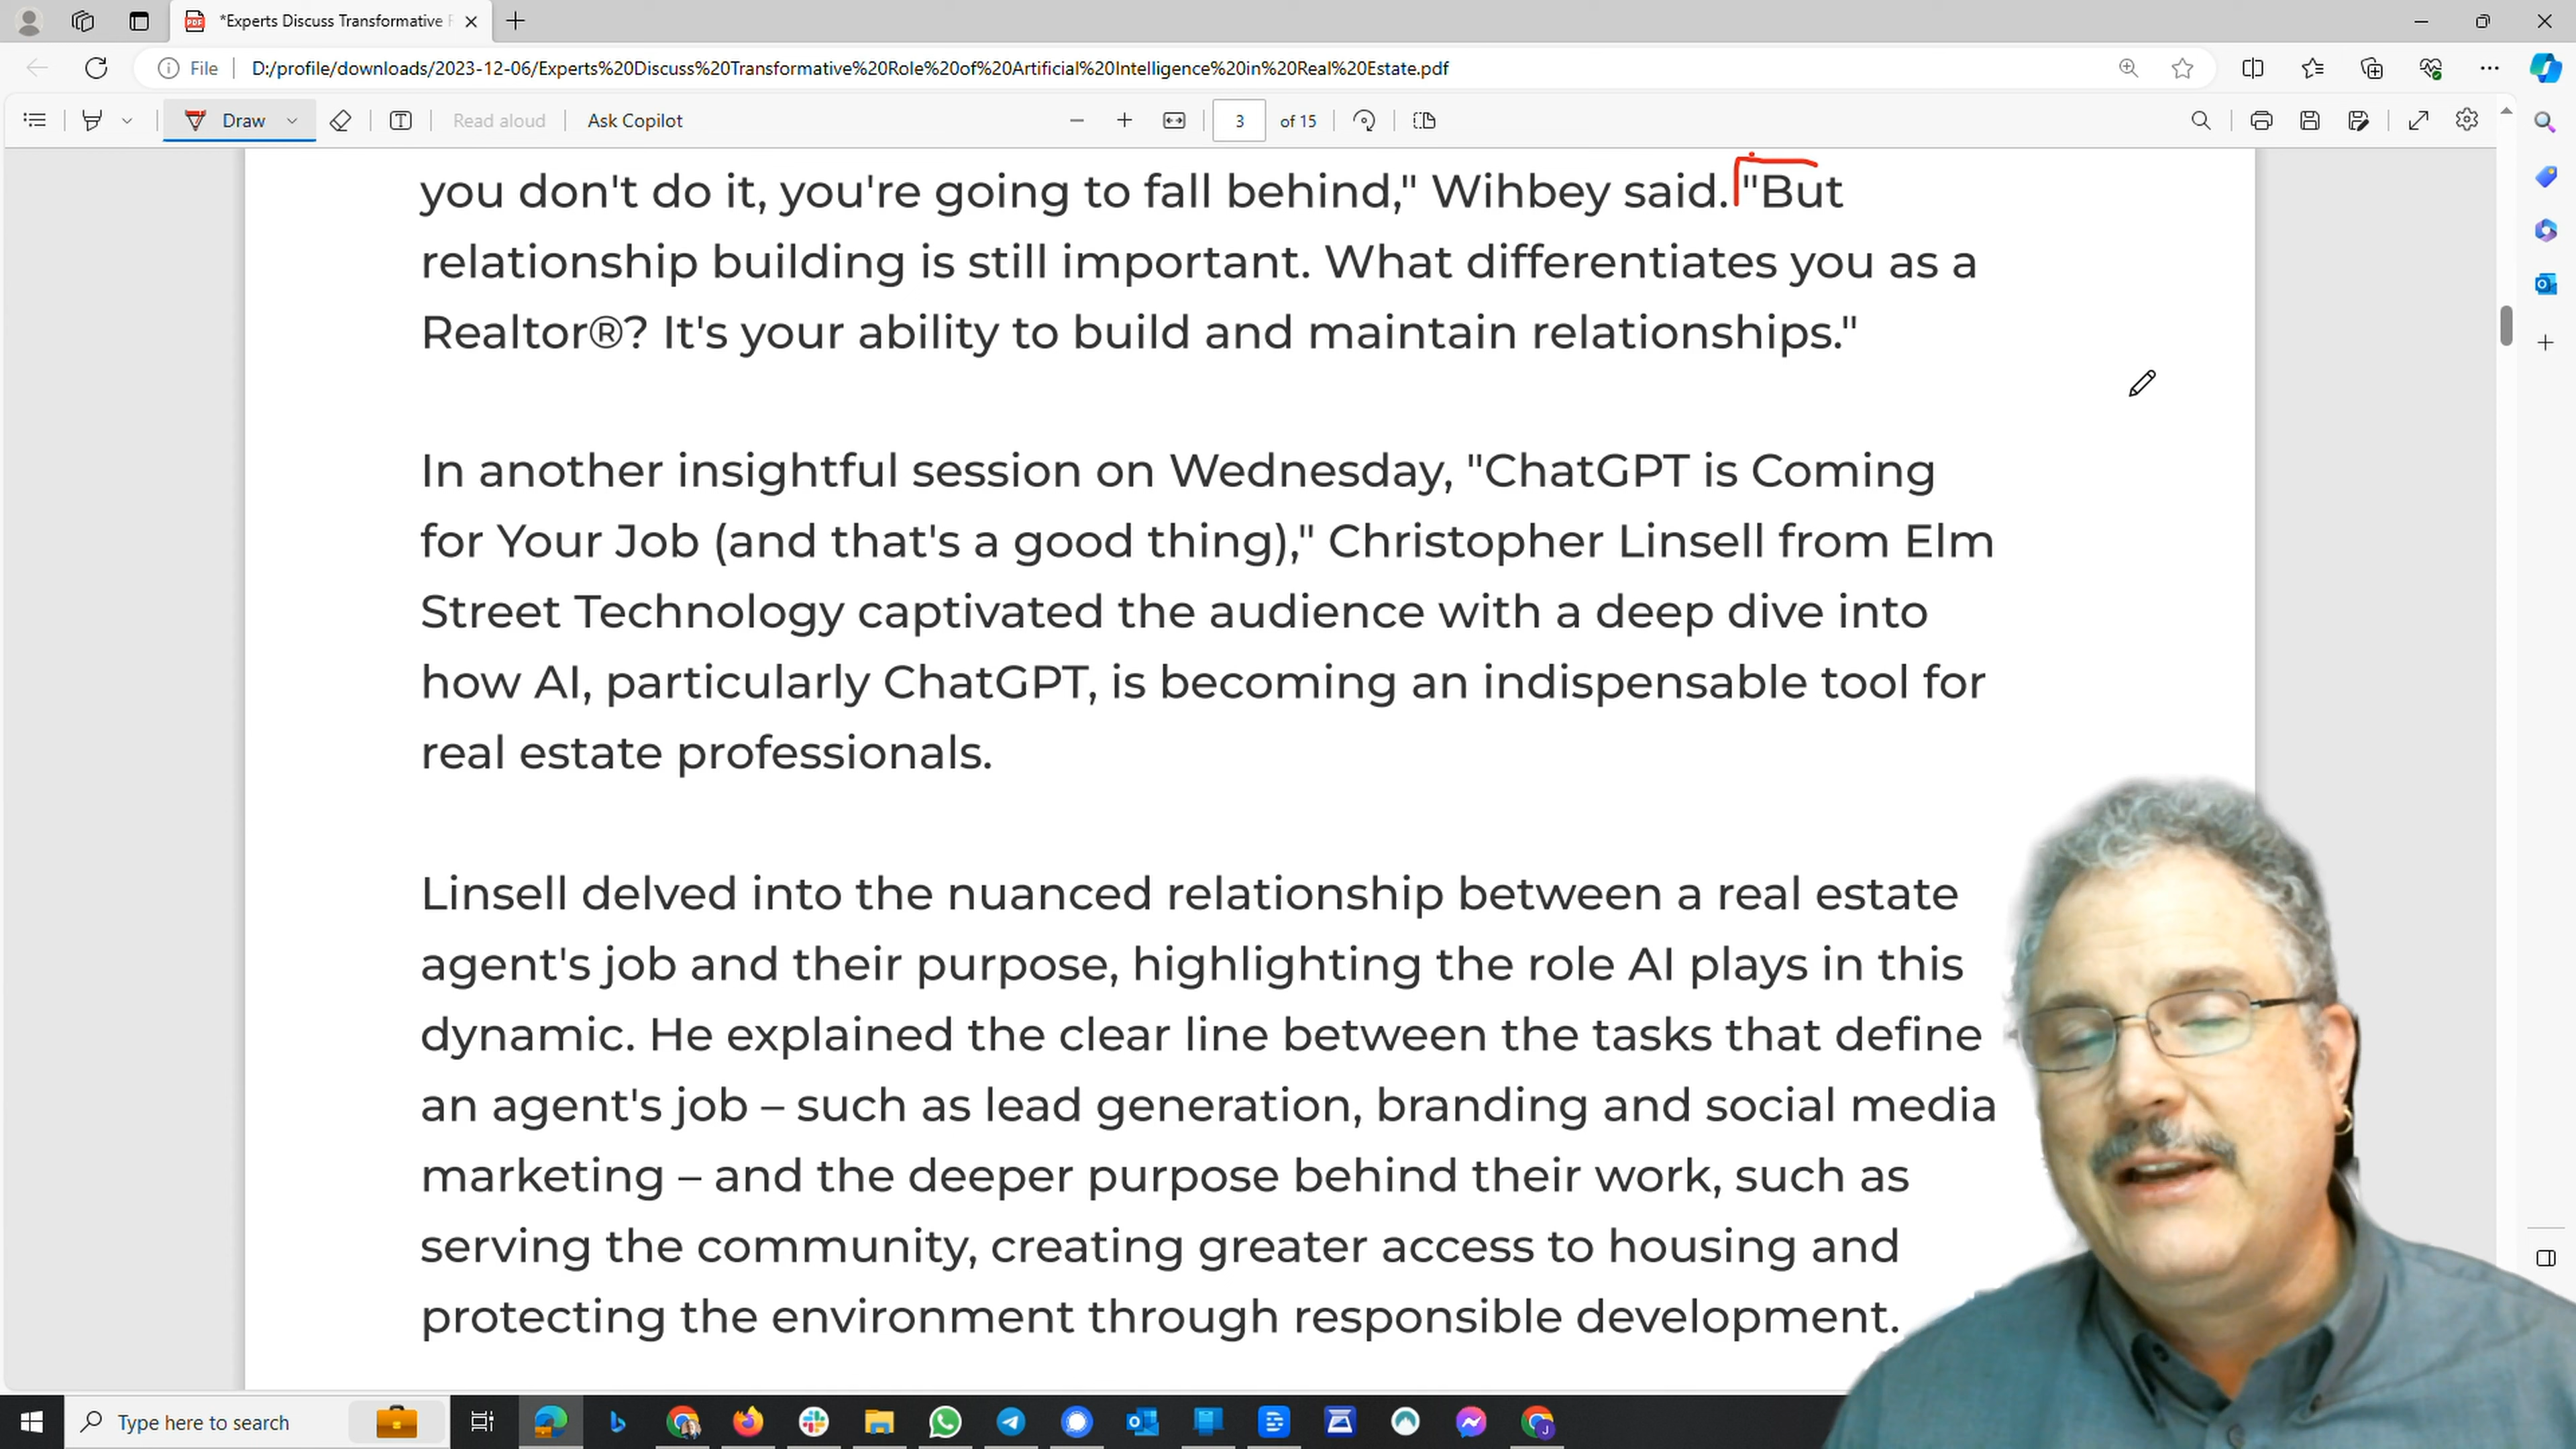 *Experts Discuss Transformative
File
D:/profile/downloads/2023-12-06/Experts%20Discuss%20Transformative%20Role%20of%20Artificial%20Intelligence%20in%20Real%20Estate.pdf
Draw
Read aloud
Ask Copilot
3
of 15
you don't do it, you're going to fall behind," Wihbey said. "But
relationship building is still important. What differentiates you as a
Realtor®? It's your ability to build and maintain relationships."
In another insightful session on Wednesday, "ChatGPT is Coming
for Your Job (and that's a good thing)," Christopher Linsell from Elm
Street Technology captivated the audience with a deep dive into
how AI, particularly ChatGPT, is becoming an indispensable tool for
real estate professionals.
Linsell delved into the nuanced relationship between a real estate
agent's job and their purpose, highlighting the role AI plays in this
dynamic. He explained the clear line between the tasks that define
an agent's job – such as lead generation, branding and social media
marketing – and the deeper purpose behind their work, such as
serving the community, creating greater access to housing and
protecting the environment through responsible development.
Type here to search